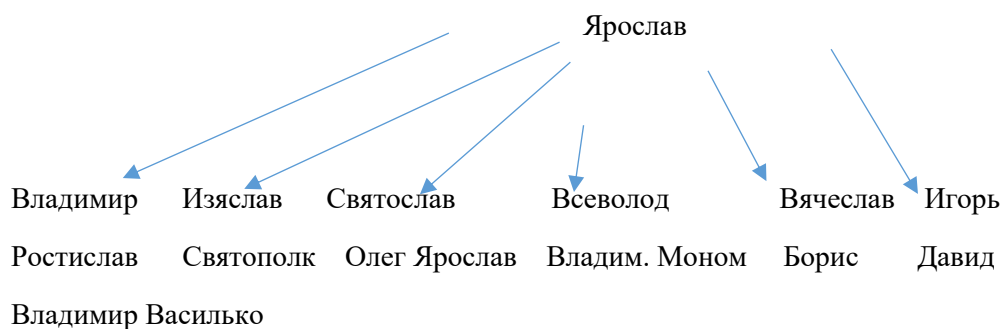 Ярослав
Владимир Изяслав Святослав Всеволод Вячеслав Игорь
Ростислав Святополк Олег Ярослав Владим. Моном Борис Давид
Владимир Василько